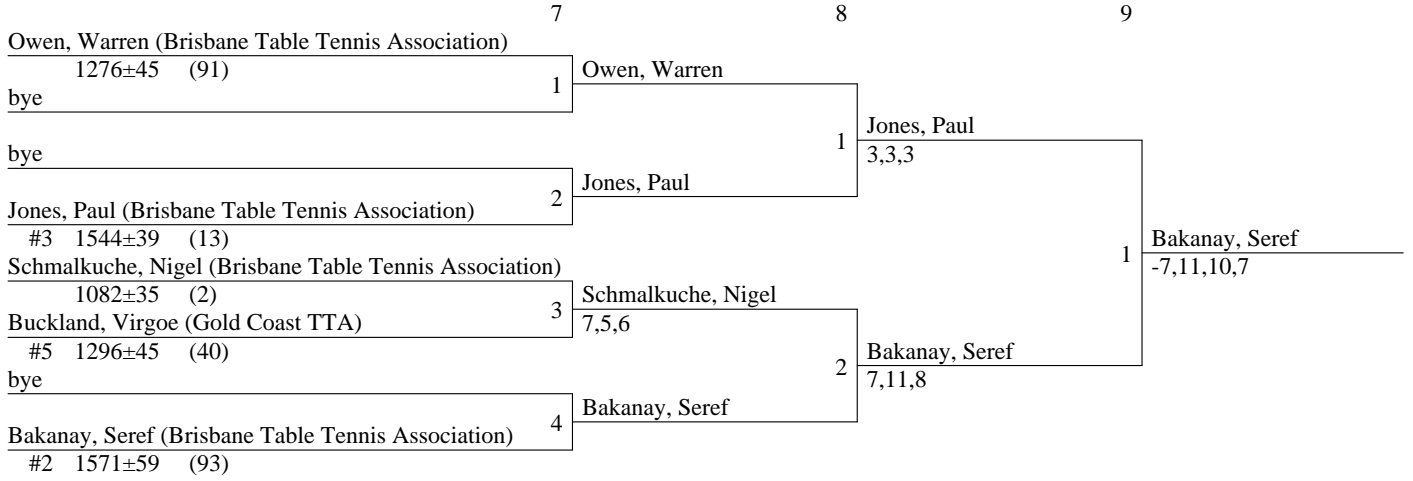 7 8 9
Owen, Warren (Brisbane Table Tennis Association)
1276±45 (91)
1 Owen, Warren
bye
Jones, Paul
1
3,3,3
bye
2 Jones, Paul
Jones, Paul (Brisbane Table Tennis Association)
#3 1544±39 (13)
1 Bakanay, Seref
-7,11,10,7
Schmalkuche, Nigel (Brisbane Table Tennis Association)
1082±35 (2)
3 Schmalkuche, Nigel
7,5,6
Buckland, Virgoe (Gold Coast TTA)
#5 1296±45 (40)
Bakanay, Seref
2
7,11,8
bye
4 Bakanay, Seref
Bakanay, Seref (Brisbane Table Tennis Association)
#2 1571±59 (93)